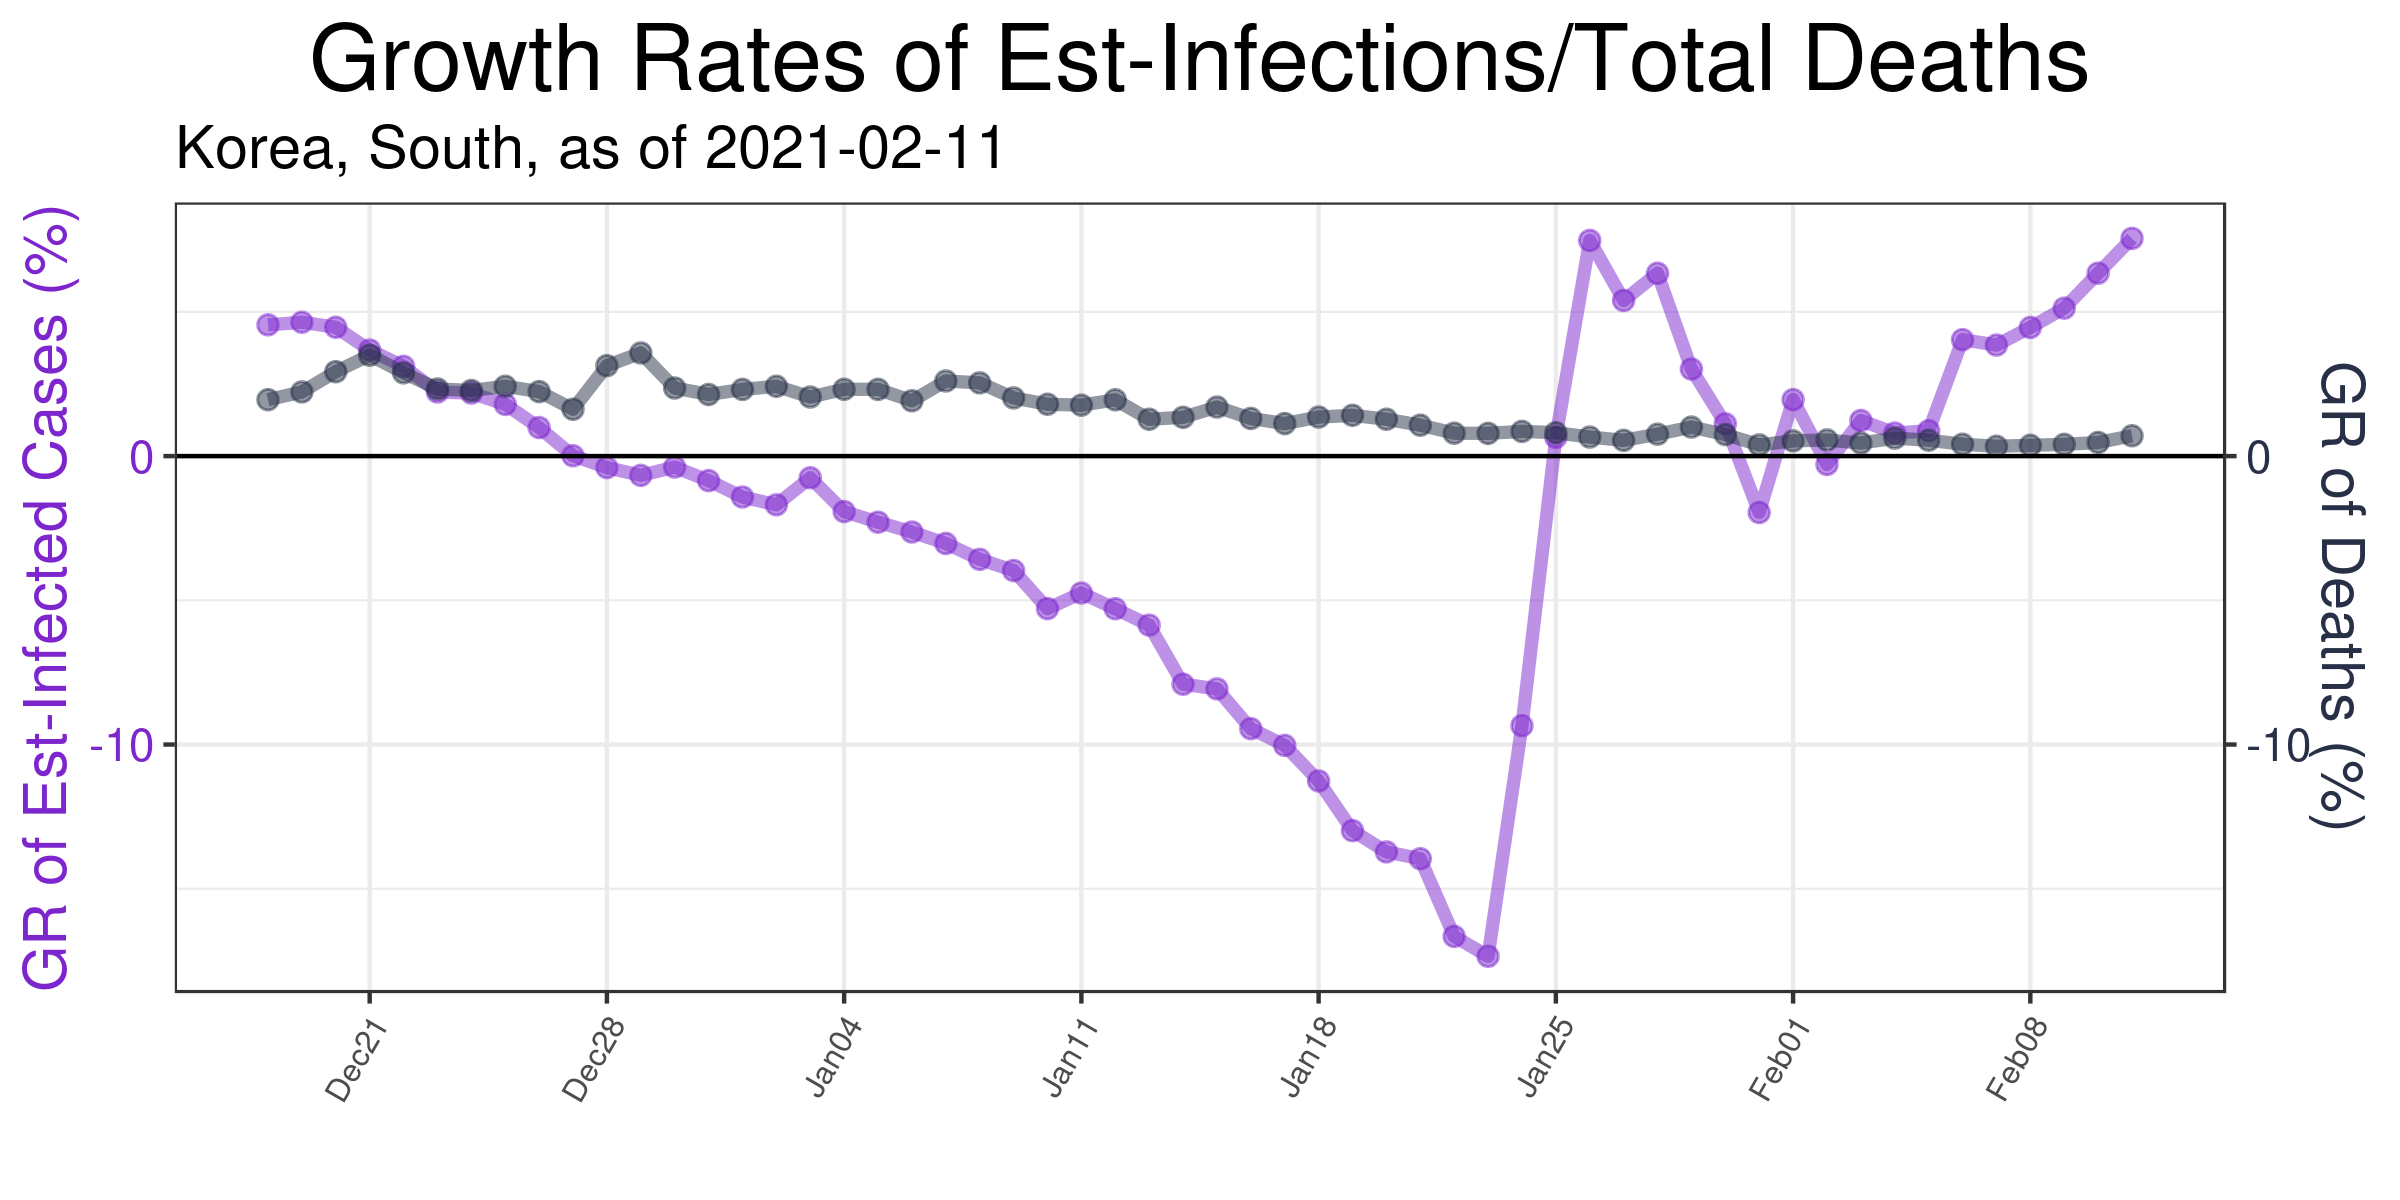 Growth Rates of Est-Infections/Total Deaths
Korea, South, as of 2021-02-11
GR of Est-Infected Cases (%)
0
-10
0
-10
GR of Deaths (%)
Dec21
Dec28
Jan04
Jan11
Jan18
Jan25
Feb01
Feb08